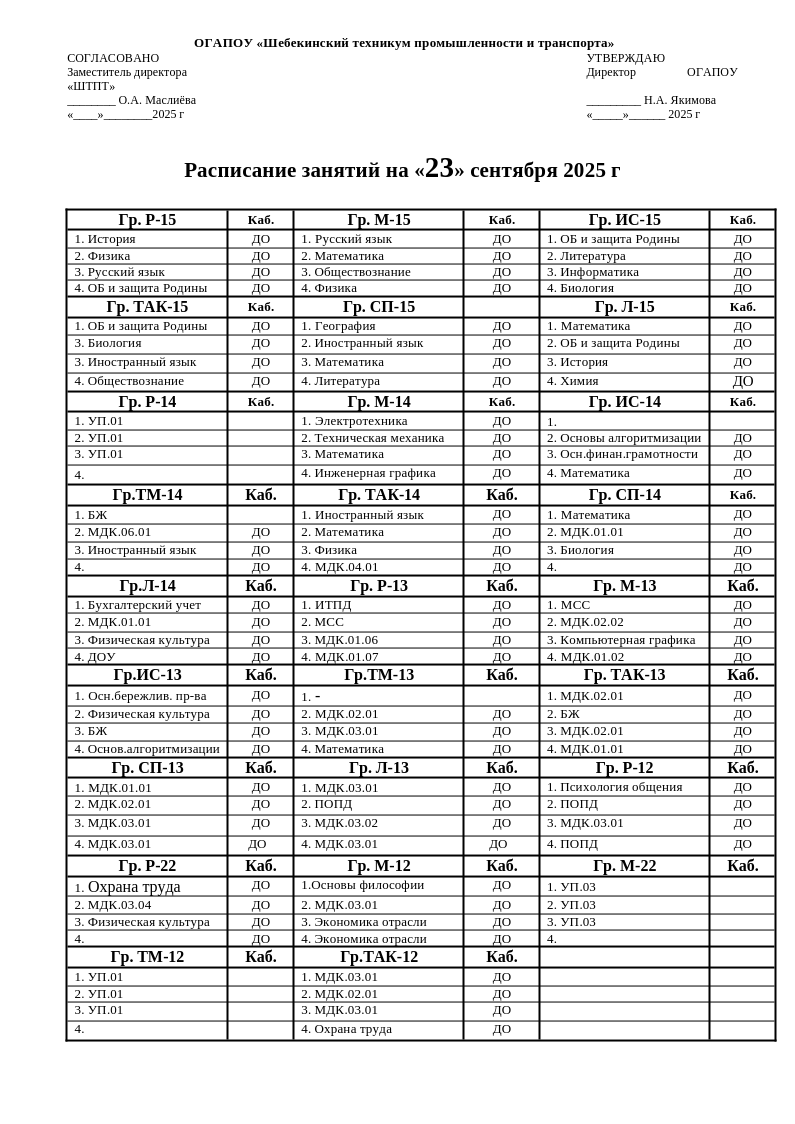 ОГАПОУ «Шебекинский техникум промышленности и транспорта»
СОГЛАСОВАНО УТВЕРЖДАЮ
Заместитель директора Директор ОГАПОУ
«ШТПТ»
________ О.А. Маслиёва _________ Н.А. Якимова
«____»________2025 г «_____»______ 2025 г
Расписание занятий на «23» сентября 2025 г
Гр. Р-15 Каб. Гр. М-15 Каб. Гр. ИС-15 Каб.
1. История ДО 1. Русский язык ДО 1. ОБ и защита Родины ДО
2. Физика ДО 2. Математика ДО 2. Литература ДО
3. Русский язык ДО 3. Обществознание ДО 3. Информатика ДО
4. ОБ и защита Родины ДО 4. Физика ДО 4. Биология ДО
Гр. ТАК-15 Каб. Гр. СП-15 Гр. Л-15 Каб.
1. ОБ и защита Родины ДО 1. География ДО 1. Математика ДО
3. Биология ДО 2. Иностранный язык ДО 2. ОБ и защита Родины ДО
3. Иностранный язык ДО 3. Математика ДО 3. История ДО
4. Обществознание ДО 4. Литература ДО 4. Химия ДО
Гр. Р-14 Каб. Гр. М-14 Каб. Гр. ИС-14 Каб.
1. УП.01 1. Электротехника ДО 1.
2. УП.01 2. Техническая механика ДО 2. Основы алгоритмизации ДО
3. УП.01 3. Математика ДО 3. Осн.финан.грамотности ДО
4. 4. Инженерная графика ДО 4. Математика ДО
Гр.ТМ-14 Каб. Гр. ТАК-14 Каб. Гр. СП-14 Каб.
1. БЖ 1. Иностранный язык ДО 1. Математика ДО
2. МДК.06.01 ДО 2. Математика ДО 2. МДК.01.01 ДО
3. Иностранный язык ДО 3. Физика ДО 3. Биология ДО
4. ДО 4. МДК.04.01 ДО 4. ДО
Гр.Л-14 Каб. Гр. Р-13 Каб. Гр. М-13 Каб.
1. Бухгалтерский учет ДО 1. ИТПД ДО 1. МСС ДО
2. МДК.01.01 ДО 2. МСС ДО 2. МДК.02.02 ДО
3. Физическая культура ДО 3. МДК.01.06 ДО 3. Компьютерная графика ДО
4. ДОУ ДО 4. МДК.01.07 ДО 4. МДК.01.02 ДО
Гр.ИС-13 Каб. Гр.ТМ-13 Каб. Гр. ТАК-13 Каб.
1. Осн.бережлив. пр-ва ДО 1. - 1. МДК.02.01 ДО
2. Физическая культура ДО 2. МДК.02.01 ДО 2. БЖ ДО
3. БЖ ДО 3. МДК.03.01 ДО 3. МДК.02.01 ДО
4. Основ.алгоритмизации ДО 4. Математика ДО 4. МДК.01.01 ДО
Гр. СП-13 Каб. Гр. Л-13 Каб. Гр. Р-12 Каб.
1. МДК.01.01 ДО 1. МДК.03.01 ДО 1. Психология общения ДО
2. МДК.02.01 ДО 2. ПОПД ДО 2. ПОПД ДО
3. МДК.03.01 ДО 3. МДК.03.02 ДО 3. МДК.03.01 ДО
4. МДК.03.01 ДО 4. МДК.03.01 ДО 4. ПОПД ДО
Гр. Р-22 Каб. Гр. М-12 Каб. Гр. М-22 Каб.
1. Охрана труда ДО 1.Основы философии ДО 1. УП.03
2. МДК.03.04 ДО 2. МДК.03.01 ДО 2. УП.03
3. Физическая культура ДО 3. Экономика отрасли ДО 3. УП.03
4. ДО 4. Экономика отрасли ДО 4.
Гр. ТМ-12 Каб. Гр.ТАК-12 Каб.
1. УП.01 1. МДК.03.01 ДО
2. УП.01 2. МДК.02.01 ДО
3. УП.01 3. МДК.03.01 ДО
4. 4. Охрана труда ДО